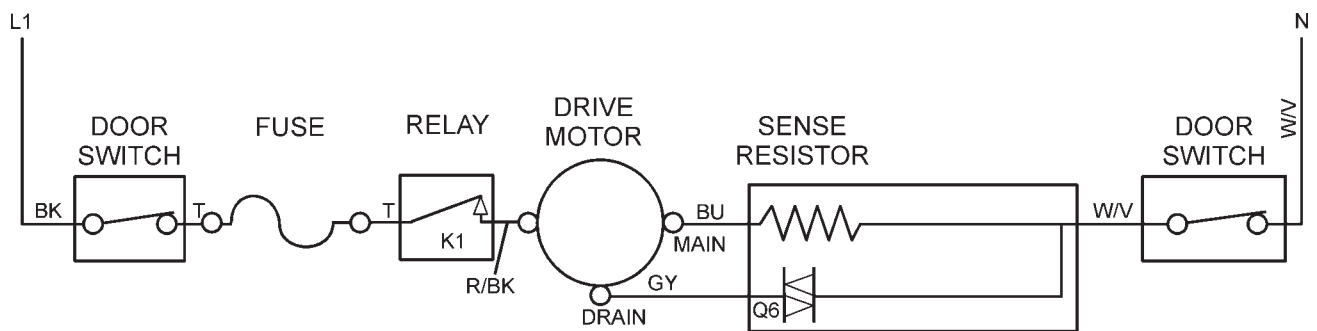 L1
N
DOOR
SWITCH
FUSE
RELAY
DRIVE
MOTOR
SENSE
RESISTOR
DOOR
SWITCH
W/V
BK
T
T
K1
R/BK
BU
MAIN
GY
DRAIN
Q6
W/V